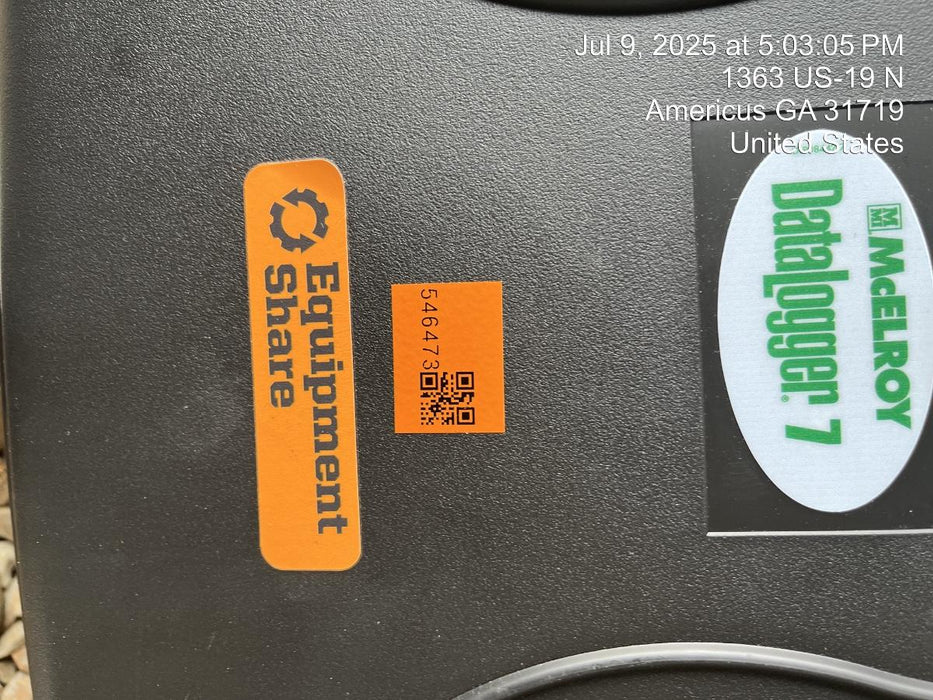 Jul 9, 2025 at 5:03:05 PM
1363 US-19 N
Americus GA 31719
United States
Equipment
Share
546473
McELROY
DataLogger® 7